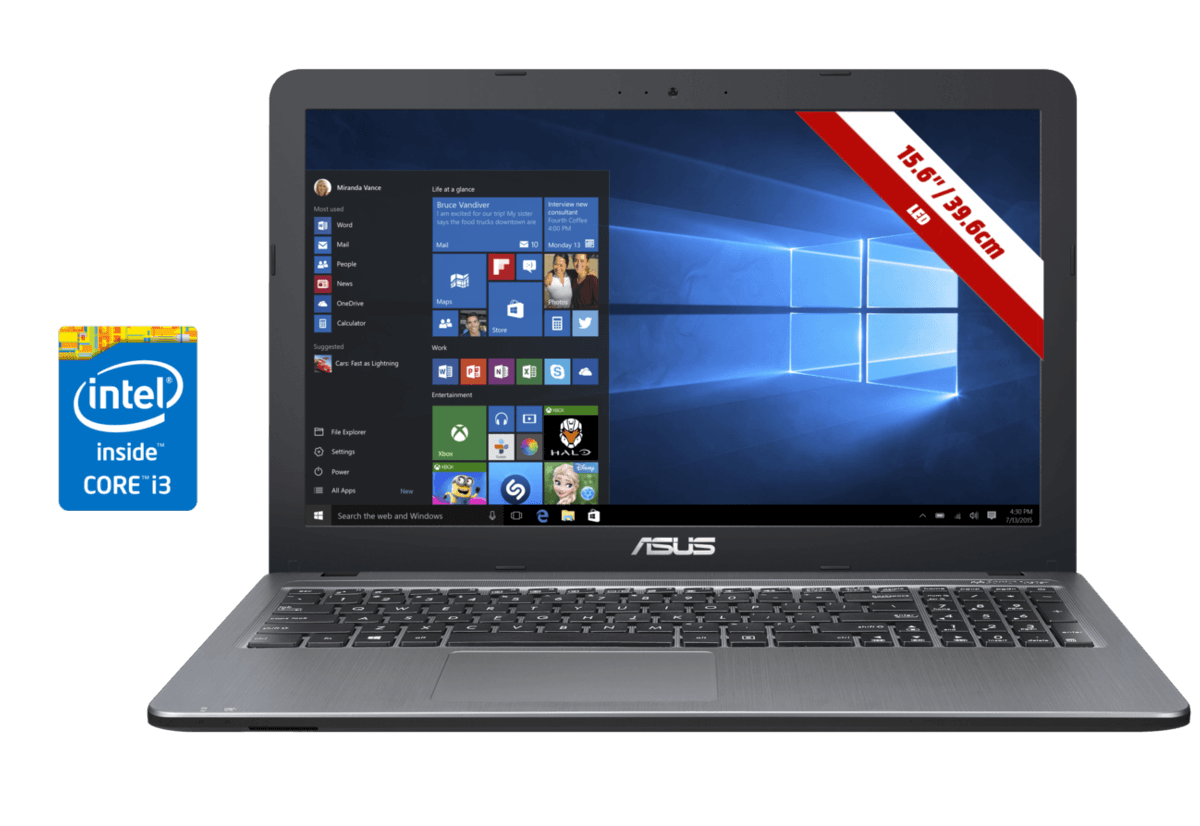 15.6" / 39.6cm
LED
Miranda Vance
Most used
Word
Mail
People
News
OneDrive
Calculator
Suggested
Cars: Fast as Lightning
File Explorer
Settings
Power
All Apps
New
Life at a glance
Bruce Vandiver
I am excited for our trip! My sister
says the food trucks downtown are
Mail
10
Interview new
consultant
Fourth Coffee
4:00 PM
Monday 13
Maps
Store
Photos
Work
Entertainment
Xbox
XBOX
HALO
XBOX
Disney
Search the web and Windows
4:30 PM
7/13/2015
intel®
inside™
CORE™ i3
ASUS
Q W E R T Y U I O P
A S D F G H J K L
Z X C V B N M